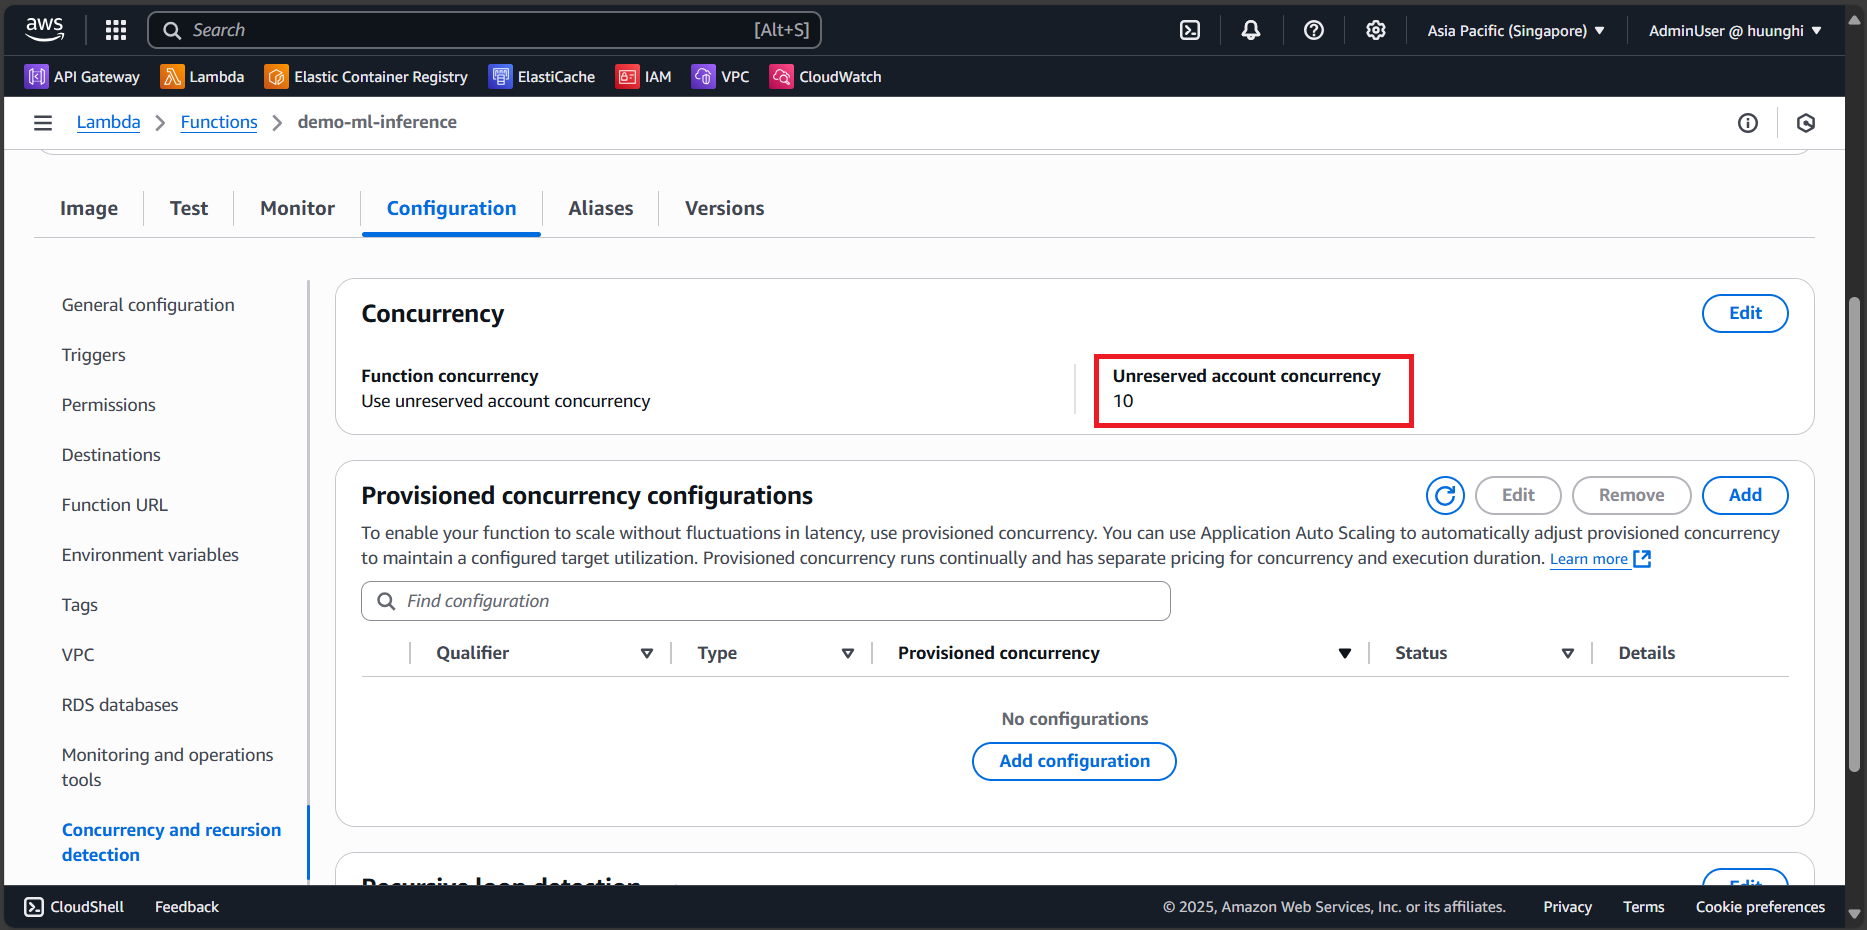 aws Search [Alt+S] Asia Pacific (Singapore) AdminUser @ huunghi
API Gateway Lambda Elastic Container Registry ElastiCache IAM VPC CloudWatch
Lambda Functions demo-ml-inference
Image Test Monitor Configuration Aliases Versions
General configuration
Triggers
Permissions
Destinations
Function URL
Environment variables
Tags
VPC
RDS databases
Monitoring and operations
tools
Concurrency and recursion
detection
Concurrency Edit
Function concurrency Unreserved account concurrency
Use unreserved account concurrency 10
Provisioned concurrency configurations Edit Remove Add
To enable your function to scale without fluctuations in latency, use provisioned concurrency. You can use Application Auto Scaling to automatically adjust provisioned concurrency
to maintain a configured target utilization. Provisioned concurrency runs continually and has separate pricing for concurrency and execution duration. Learn more
Find configuration
Qualifier Type Provisioned concurrency Status Details
No configurations
Add configuration
Recursive loop detection Edit
CloudShell Feedback © 2025, Amazon Web Services, Inc. or its affiliates. Privacy Terms Cookie preferences